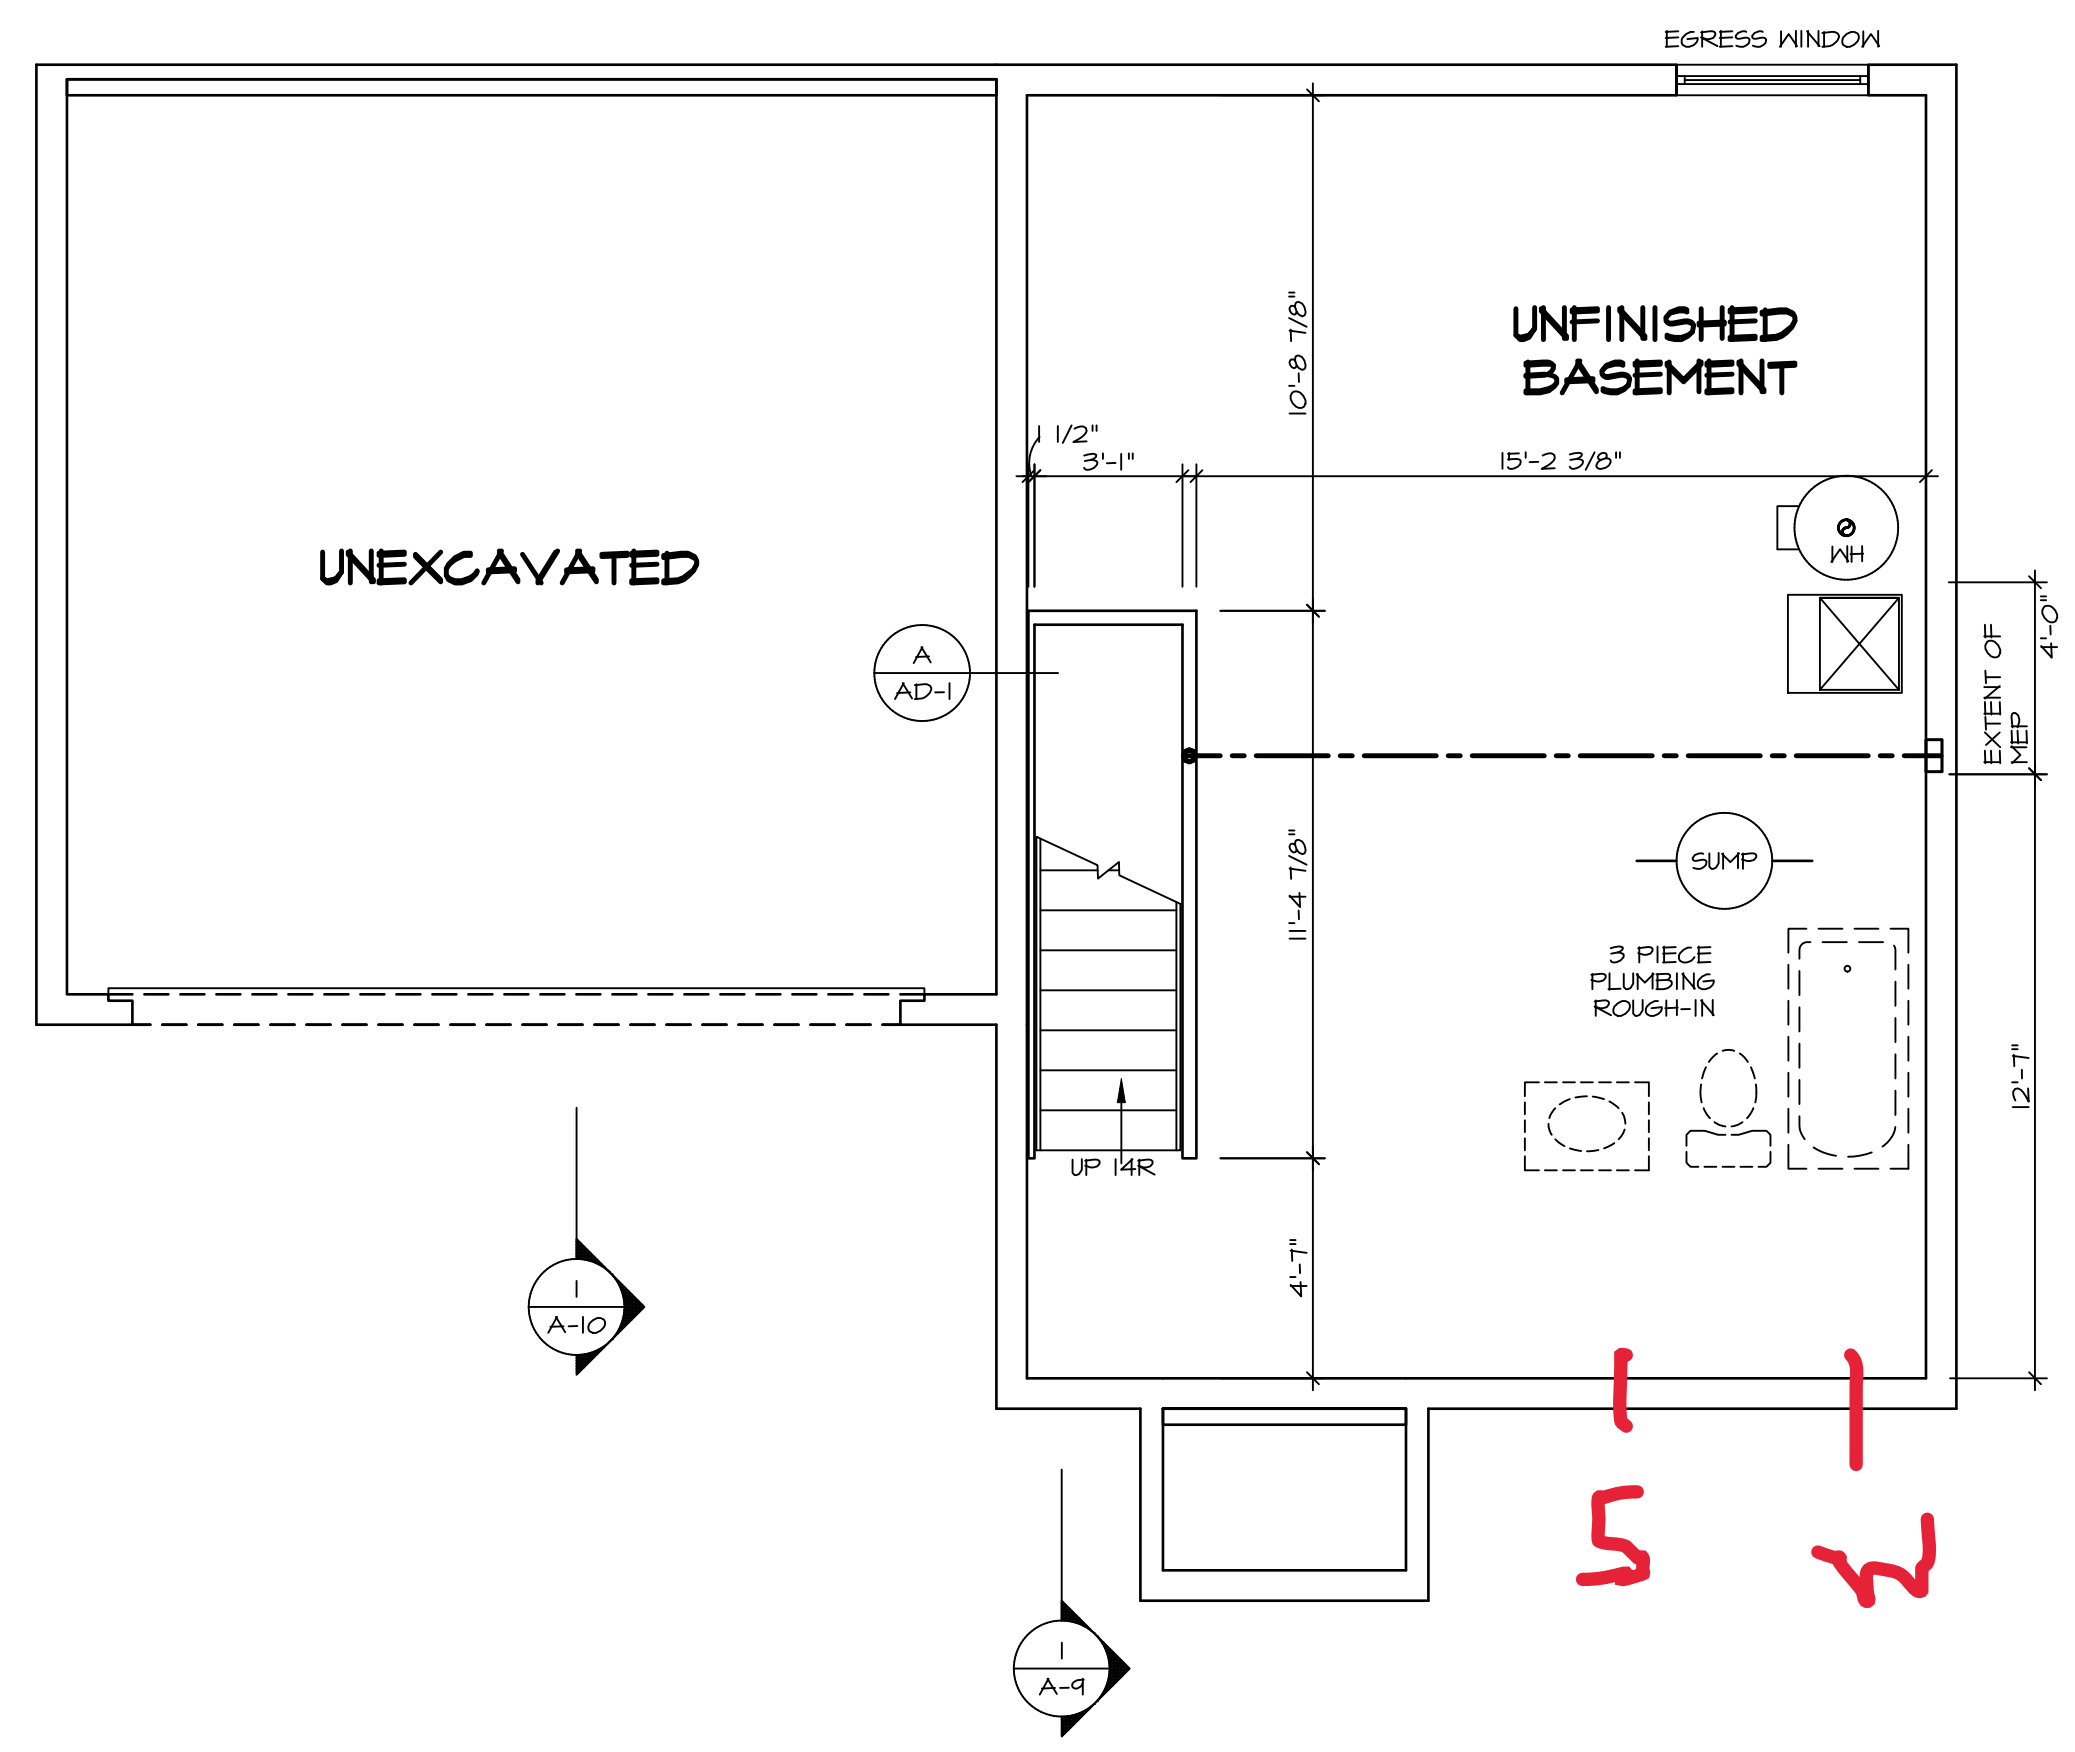 EGRESS WINDOW
UNFINISHED
BASEMENT
10'-8 7/8"
1 1/2"
3'-1"
15'-2 3/8"
WH
UNEXCAVATED
4'-0"
EXTENT OF
MEP
A
AD-1
SUMP
11'-4 7/8"
3 PIECE
PLUMBING
ROUGH-IN
12'-7"
UP 14R
4'-7"
1
A-10
S
W
1
A-9